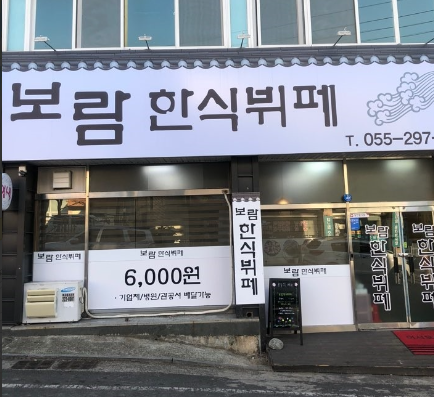 보람 한식뷔페
T. 055-297-
보람 한식뷔페
6,000원
· 기업체/병원/관공서 배달가능
보람 한식뷔페
보람 한식뷔페
보람 한식뷔페
보람 한식뷔페